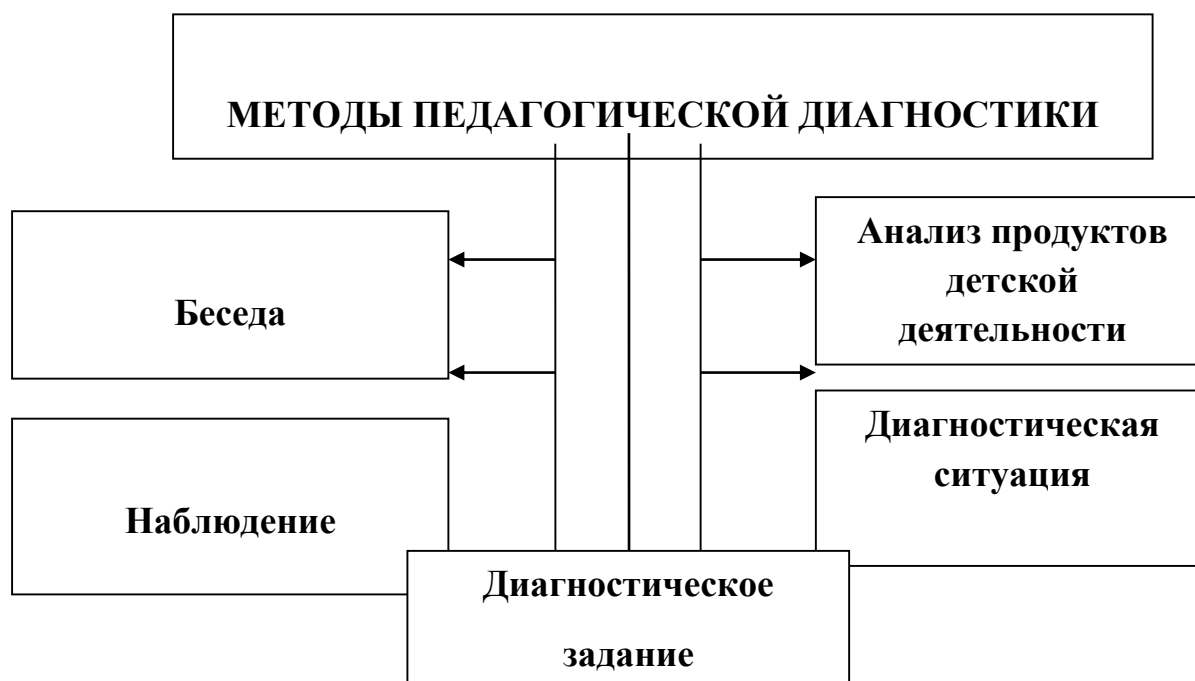 МЕТОДЫ ПЕДАГОГИЧЕСКОЙ ДИАГНОСТИКИ
Беседа
Анализ продуктов
детской
деятельности
Наблюдение
Диагностическая
ситуация
Диагностическое
задание